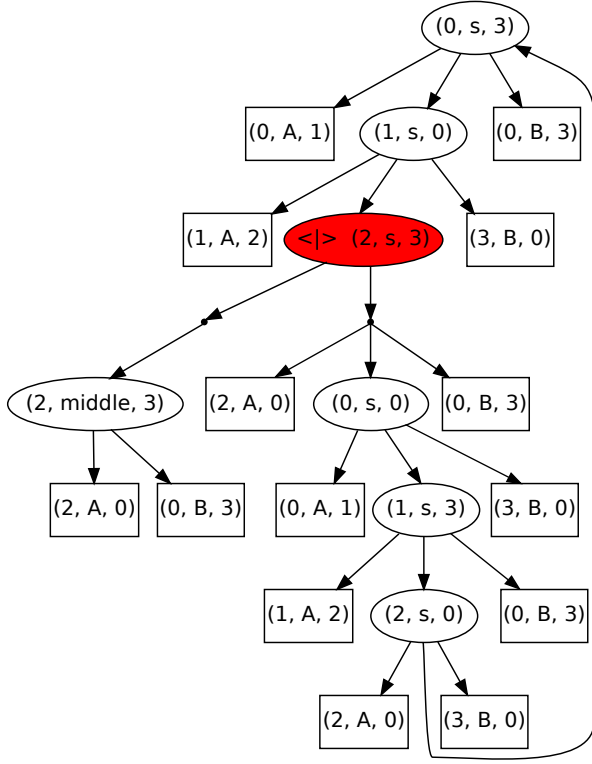 (0, s, 3)
(0, A, 1)
(1, s, 0)
(0, B, 3)
(1, A, 2)
<|> (2, s, 3)
(3, B, 0)
(2, middle, 3)
(2, A, 0)
(0, s, 0)
(0, B, 3)
(2, A, 0)
(0, B, 3)
(0, A, 1)
(1, s, 3)
(3, B, 0)
(1, A, 2)
(2, s, 0)
(0, B, 3)
(2, A, 0)
(3, B, 0)